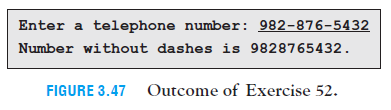 Enter a telephone number: 982-876-5432
Number without dashes is 9828765432.
FIGURE 3.47 Outcome of Exercise 52.